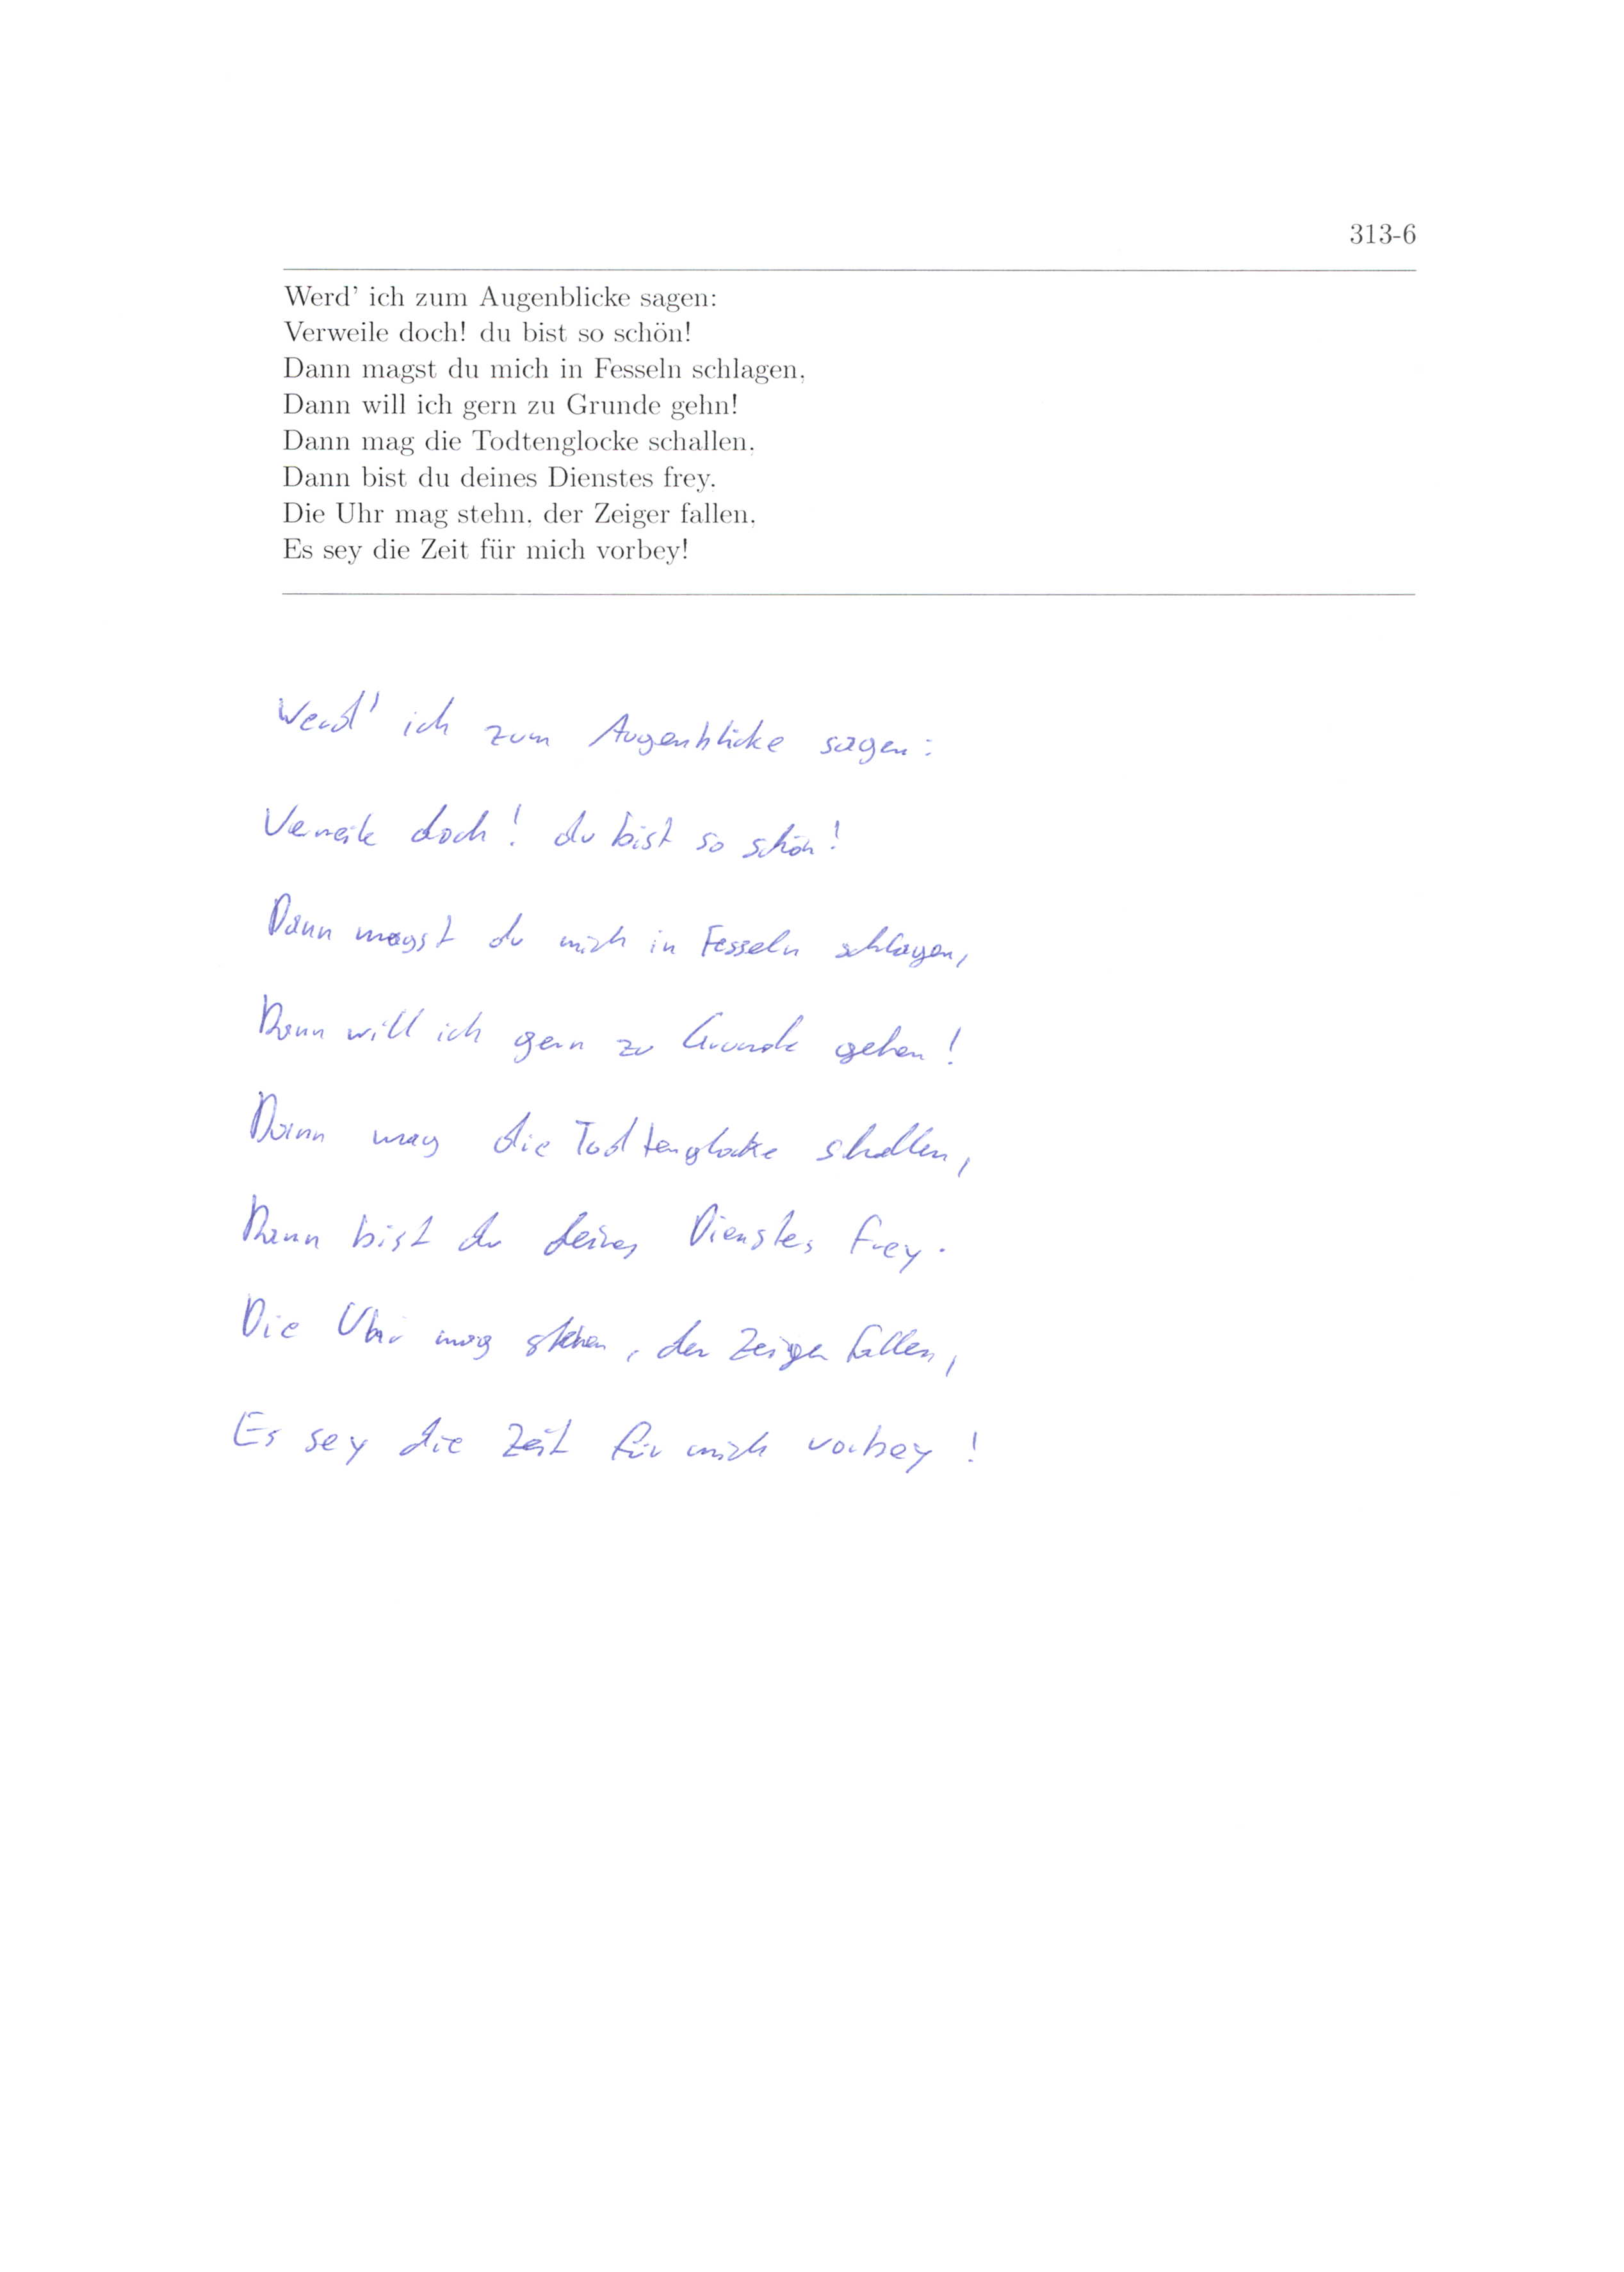 313-6
Werd' ich zum Augenblicke sagen:
Verweile doch! du bist so schön!
Dann magst du mich in Fesseln schlagen,
Dann will ich gern zu Grunde gehn!
Dann mag die Todtenglocke schallen,
Dann bist du deines Dienstes frey.
Die Uhr mag stehn, der Zeiger fallen,
Es sey die Zeit für mich vorbey!
Werd' ich zum Augenblicke sagen:
Verweile doch! du bist so schön!
Dann magst du mich in Fesseln schlagen,
Dann will ich gern zu Grunde gehen!
Dann mag die Todtenglocke schallen,
Dann bist du deines Dienstes frey.
Die Uhr mag stehen, der Zeiger fallen,
Es sey die Zeit für mich vorbey!